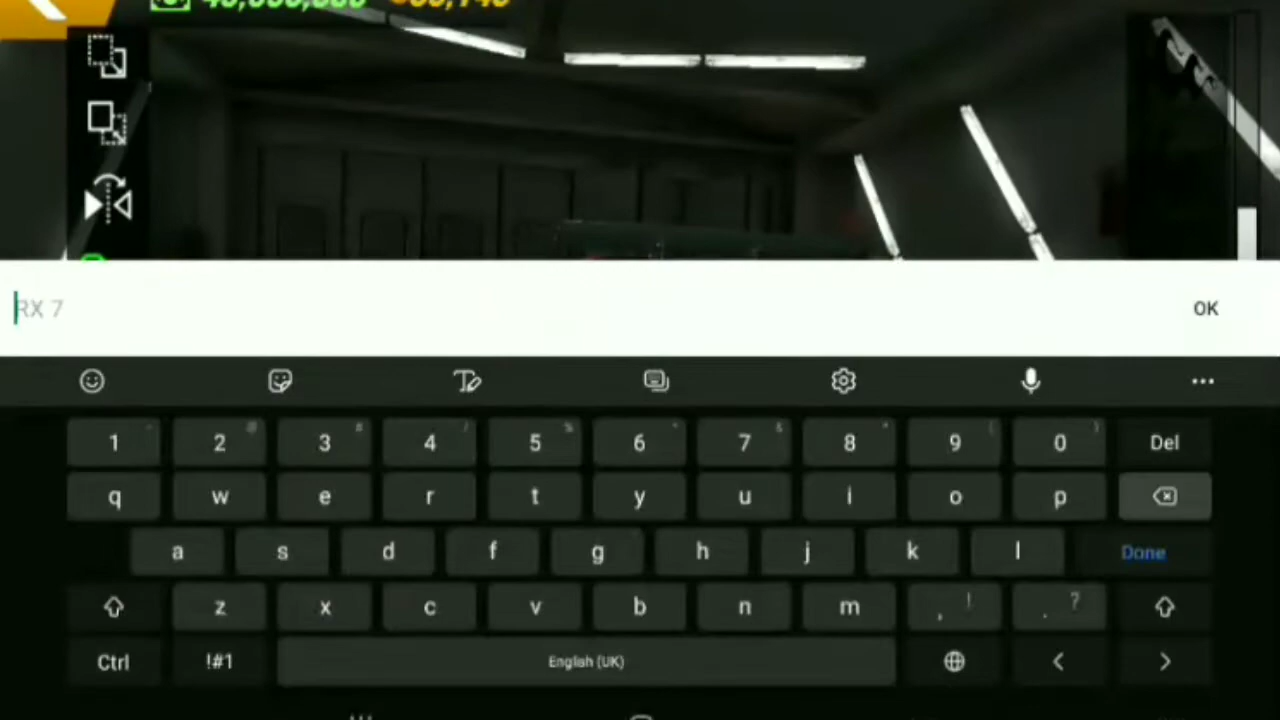 RX 7
OK
1 2 3 4 5 6 7 8 9 0 Del
q w e r t y u i o p
a s d f g h j k l Done
z x c v b n m , ! . ?
Ctrl !#1 English (UK) < >